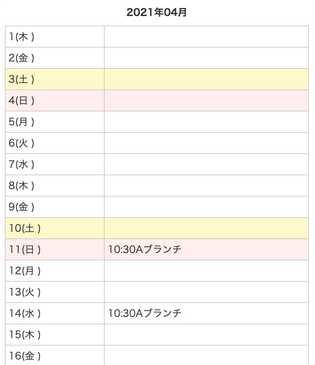 2021年04月
1(木 )
2(金 )
3(土 )
4(日 )
5(月 )
6(火 )
7(水 )
8(木 )
9(金 )
10(土 )
11(日 ) 10:30Aブランチ
12(月 )
13(火 )
14(水 ) 10:30Aブランチ
15(木 )
16(金 )